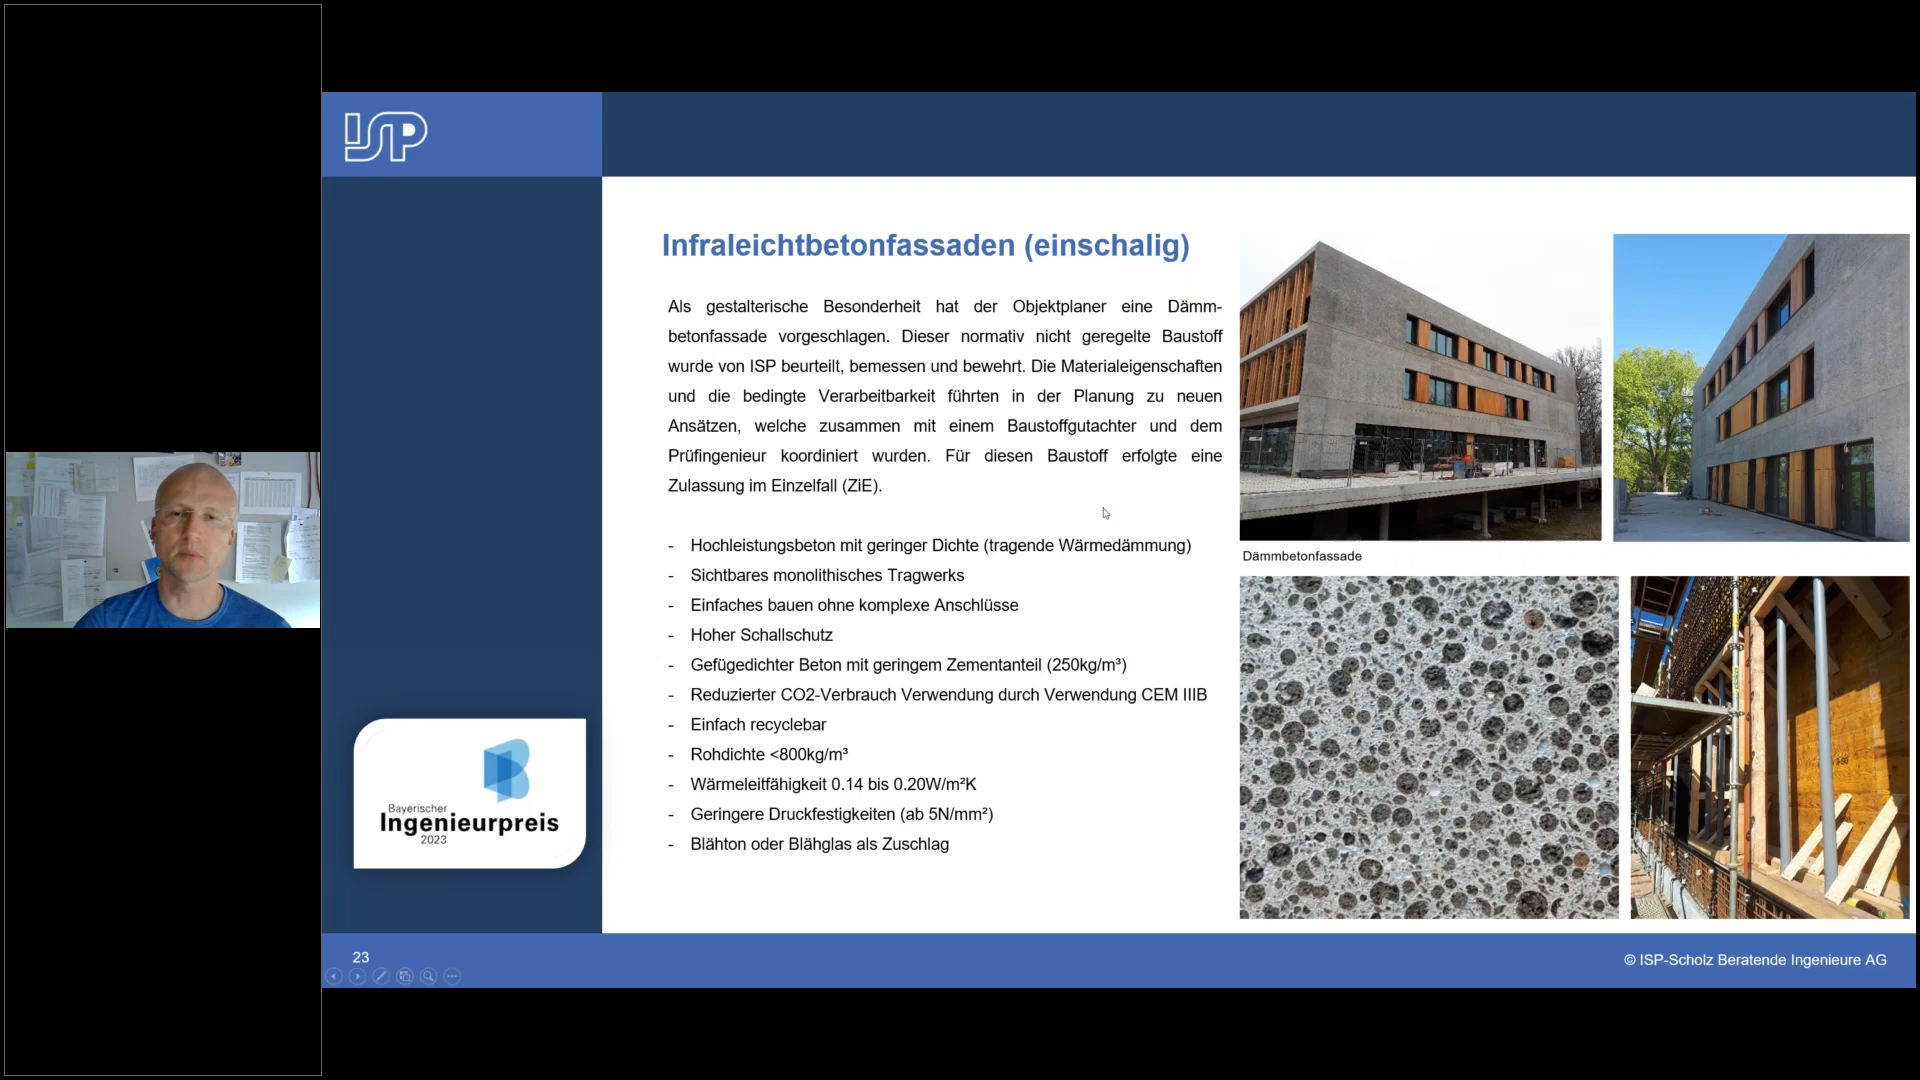 ISP
Infraleichtbetonfassaden (einschalig)
Als gestalterische Besonderheit hat der Objektplaner eine Dämm-
betonfassade vorgeschlagen. Dieser normativ nicht geregelte Baustoff
wurde von ISP beurteilt, bemessen und bewehrt. Die Materialeigenschaften
und die bedingte Verarbeitbarkeit führten in der Planung zu neuen
Ansätzen, welche zusammen mit einem Baustoffgutachter und dem
Prüfingenieur koordiniert wurden. Für diesen Baustoff erfolgte eine
Zulassung im Einzelfall (ZiE).
- Hochleistungsbeton mit geringer Dichte (tragende Wärmedämmung)
- Sichtbares monolithisches Tragwerks
- Einfaches bauen ohne komplexe Anschlüsse
- Hoher Schallschutz
- Gefügedichter Beton mit geringem Zementanteil (250kg/m³)
- Reduzierter CO2-Verbrauch Verwendung durch Verwendung CEM IIIB
- Einfach recyclebar
- Rohdichte <800kg/m³
- Wärmeleitfähigkeit 0.14 bis 0.20W/m²K
- Geringere Druckfestigkeiten (ab 5N/mm²)
- Blähton oder Blähglas als Zuschlag
Dämmbetonfassade
Bayerischer
Ingenieurpreis
2023
23
© ISP-Scholz Beratende Ingenieure AG